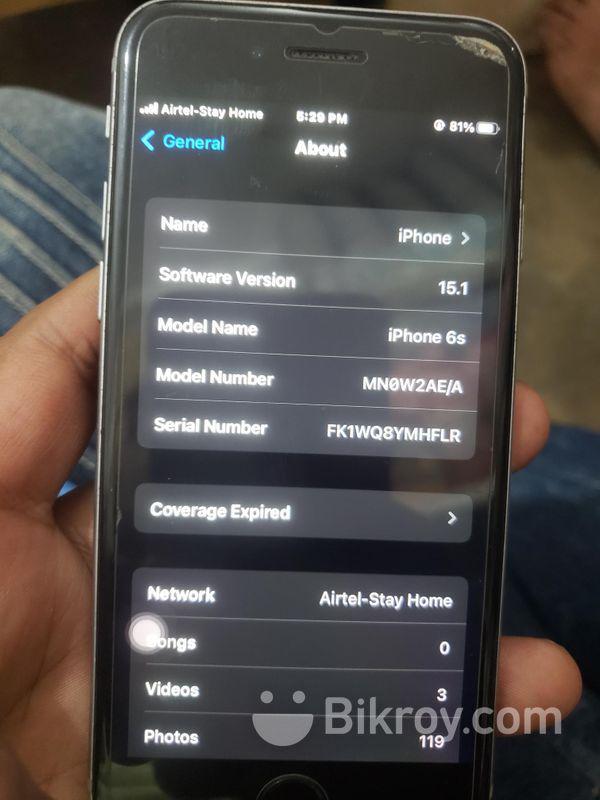 Airtel-Stay Home 5:29 PM 81%
General About
Name iPhone
Software Version 15.1
Model Name iPhone 6s
Model Number MN0W2AE/A
Serial Number FK1WQ8YMHFLR
Coverage Expired
Network Airtel-Stay Home
Songs 0
Videos 3
Photos 119
Bikroy.com